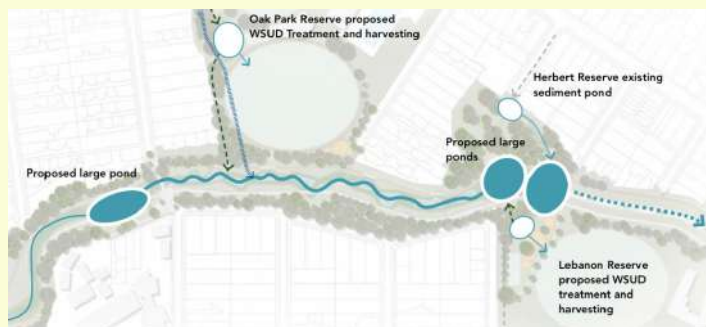 Oak Park Reserve proposed
WSUD Treatment and harvesting
Herbert Reserve existing
sediment pond
Proposed large
ponds
Proposed large pond
Lebanon Reserve
proposed WSUD
treatment and
harvesting